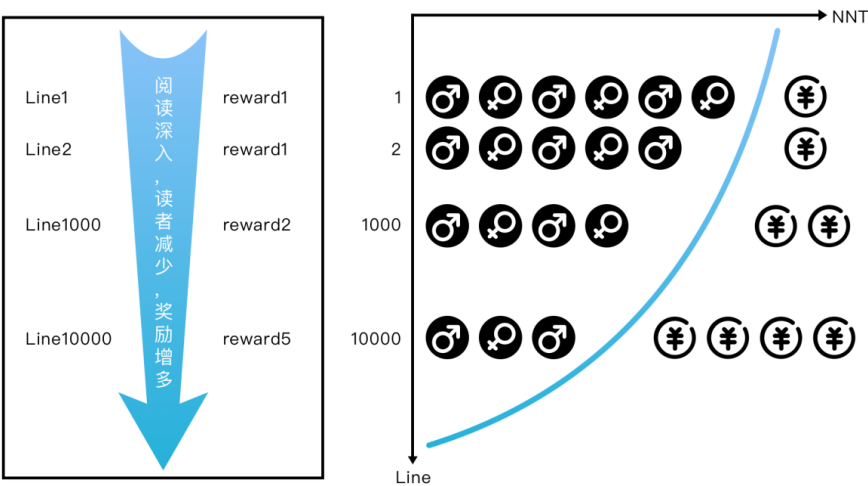 Line1
reward1
Line2
reward1
Line1000
reward2
Line10000
reward5
阅读深入，读者减少，奖励增多
NNT
1
2
1000
10000
Line